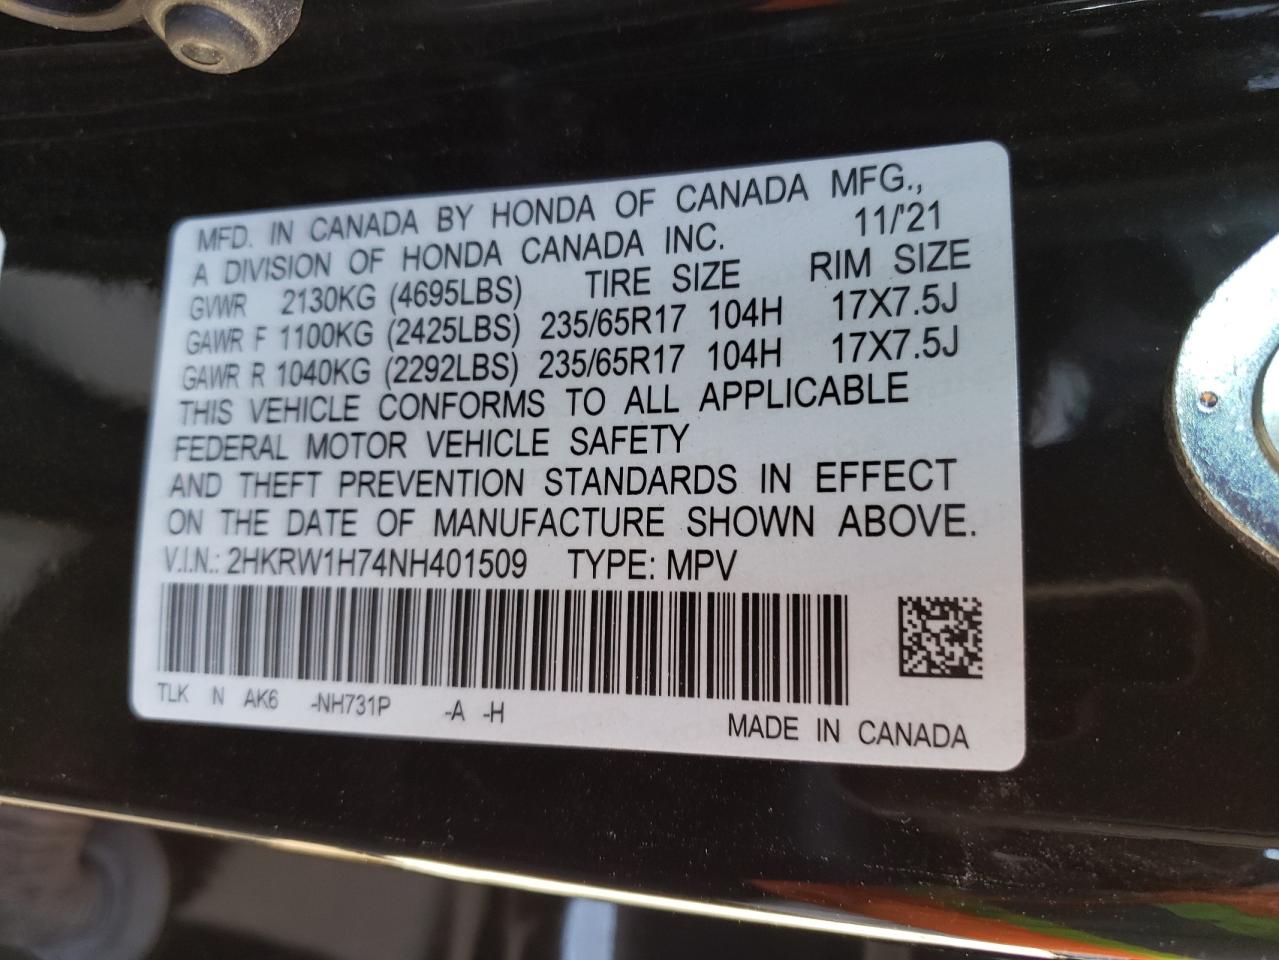 MFD. IN CANADA BY HONDA OF CANADA MFG.,
A DIVISION OF HONDA CANADA INC. 11/'21
GVWR 2130KG (4695LBS) TIRE SIZE RIM SIZE
GAWR F 1100KG (2425LBS) 235/65R17 104H 17X7.5J
GAWR R 1040KG (2292LBS) 235/65R17 104H 17X7.5J
THIS VEHICLE CONFORMS TO ALL APPLICABLE
FEDERAL MOTOR VEHICLE SAFETY
AND THEFT PREVENTION STANDARDS IN EFFECT
ON THE DATE OF MANUFACTURE SHOWN ABOVE.
V.I.N.: 2HKRW1H74NH401509 TYPE: MPV
TLK N AK6 -NH731P -A -H
MADE IN CANADA